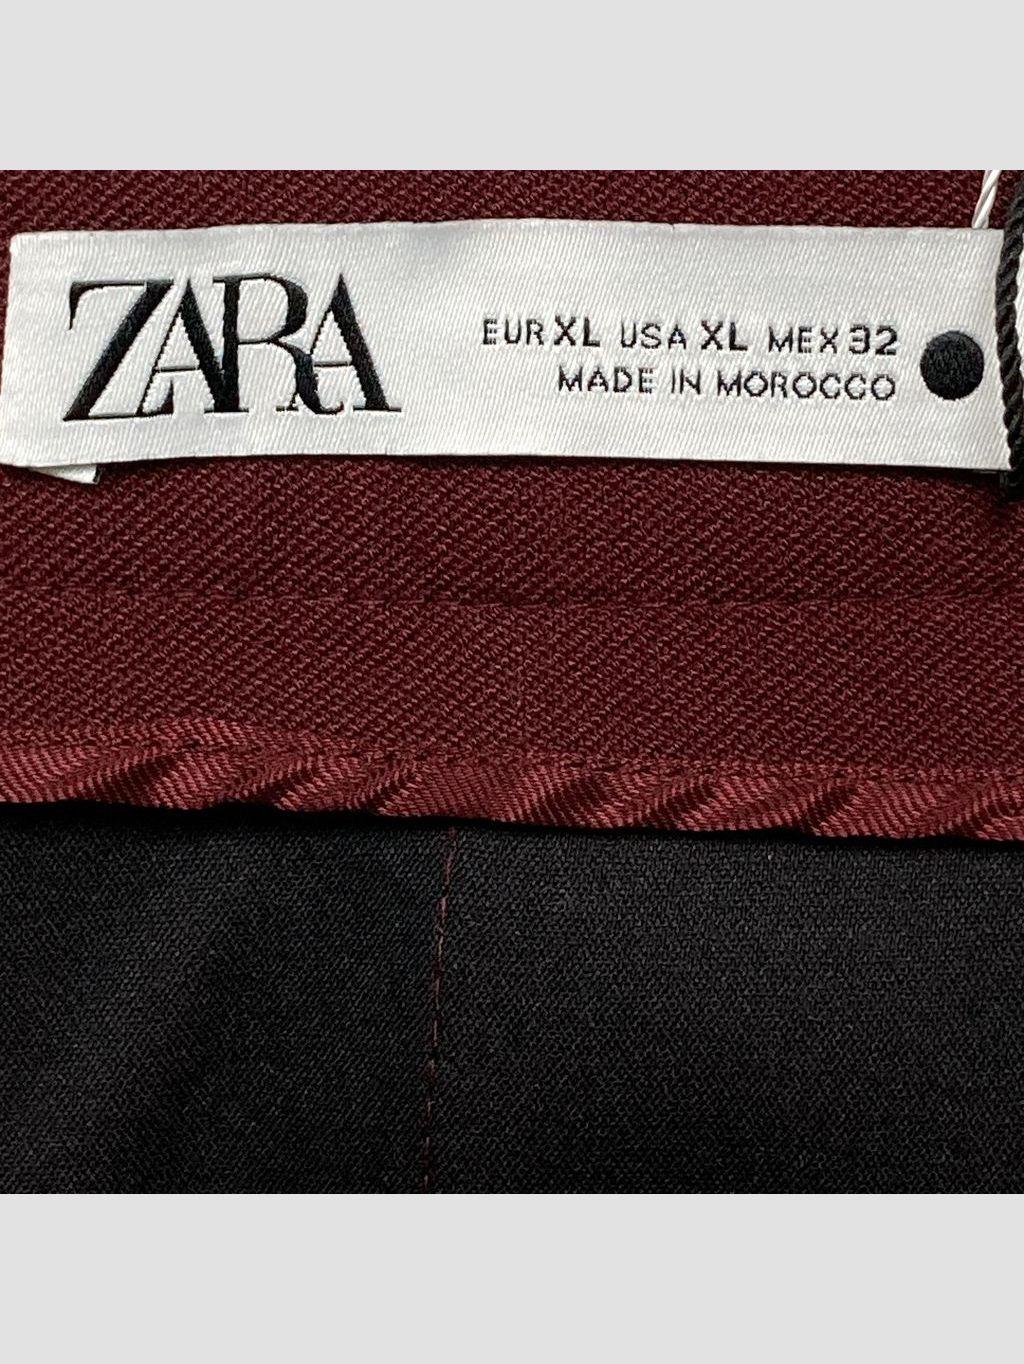 ZARA
EUR XL USA XL MEX 32
MADE IN MOROCCO